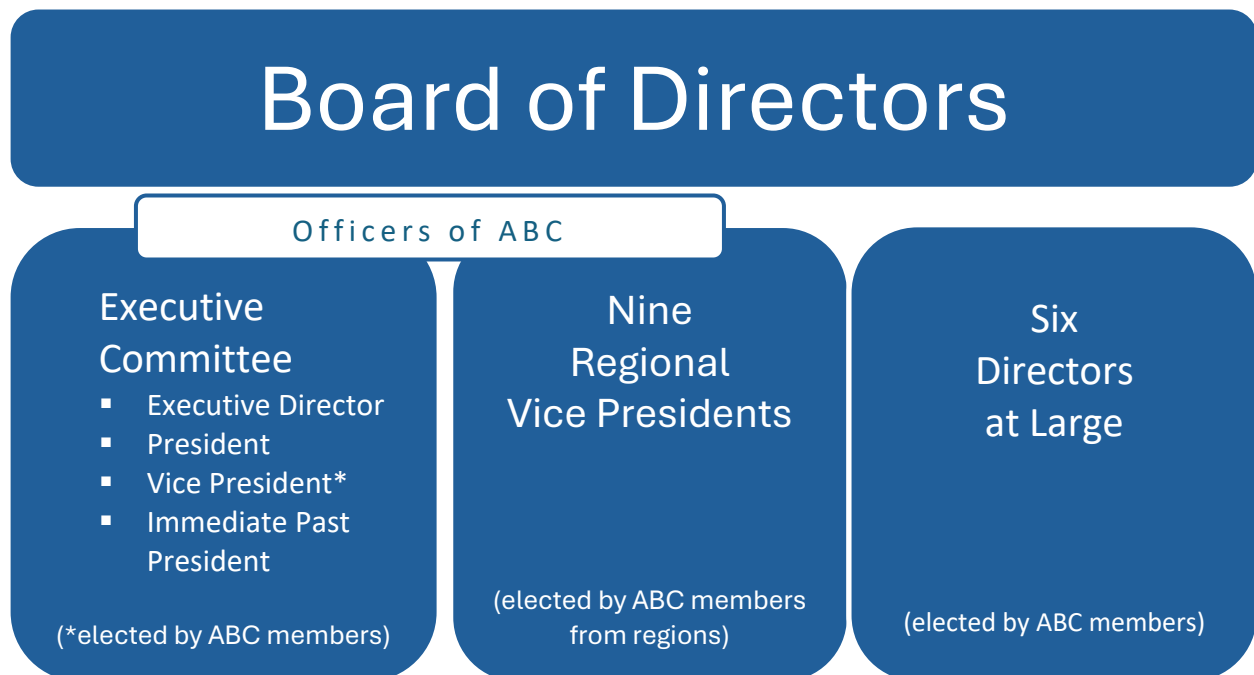 Board of Directors
Officers of ABC
Executive
Committee
▪ Executive Director
▪ President
▪ Vice President*
▪ Immediate Past
President
(*elected by ABC members)
Nine
Regional
Vice Presidents
(elected by ABC members
from regions)
Six
Directors
at Large
(elected by ABC members)